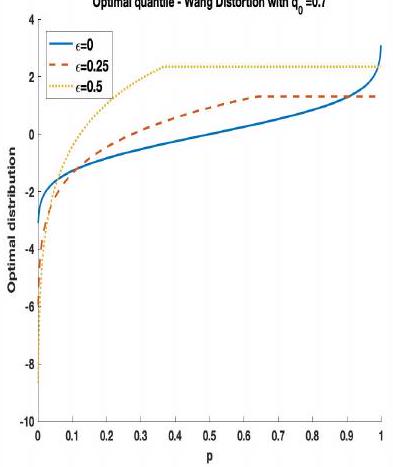 Optimal quantile - Wang Distortion with q0 =0.7
4
2
0
-2
-4
-6
-8
-10
ϵ=0
ϵ=0.25
ϵ=0.5
Optimal distribution
0 0.1 0.2 0.3 0.4 0.5 0.6 0.7 0.8 0.9 1
p